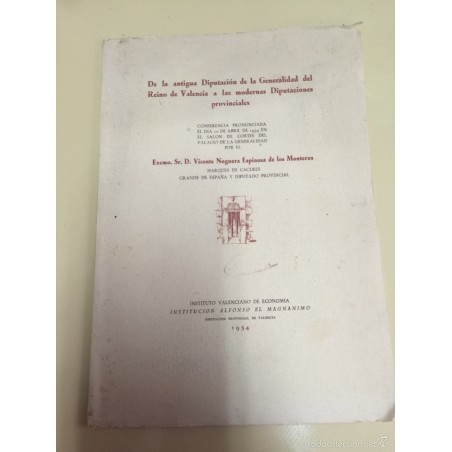 De la antigua Diputación de la Generalidad del
Reino de Valencia a las modernas Diputaciones
provinciales
CONFERENCIA PRONUNCIADA
EL DIA 10 DE ABRIL DE 1954 EN
EL SALON DE CORTES DEL
PALACIO DE LA GENERALIDAD
POR EL
Excmo. Sr. D. Vicente Noguera Espinosa de los Monteros
MARQUES DE CACERES
GRANDE DE ESPAÑA Y DIPUTADO PROVINCIAL
INSTITUTO VALENCIANO DE ECONOMIA
INSTITUCION ALFONSO EL MAGNANIMO
DIPUTACION PROVINCIAL DE VALENCIA
1954